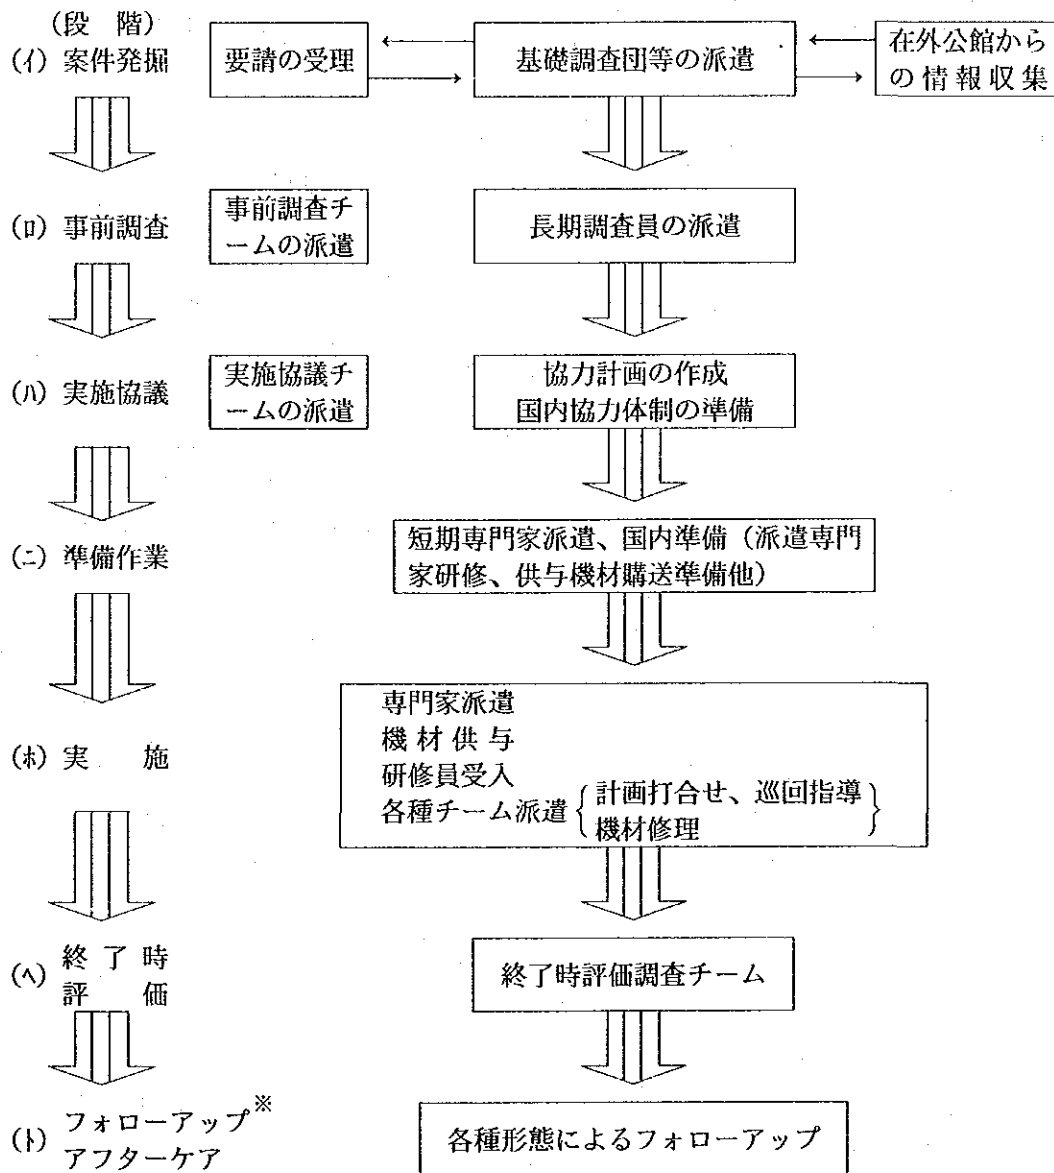 (段　階)
(イ) 案件発掘
要請の受理
基礎調査団等の派遣
在外公館から
の情報収集
(ロ) 事前調査
事前調査チ
ームの派遣
長期調査員の派遣
(ハ) 実施協議
実施協議チ
ームの派遣
協力計画の作成
国内協力体制の準備
(ニ) 準備作業
短期専門家派遣、国内準備（派遣専門
家研修、供与機材購送準備他）
(ホ) 実　　施
専門家派遣
機材供与
研修員受入
各種チーム派遣{計画打合せ、巡回指導
機材修理}
(ヘ) 終了時
評　価
終了時評価調査チーム
(ト) フォローアップ※
アフターケア
各種形態によるフォローアップ